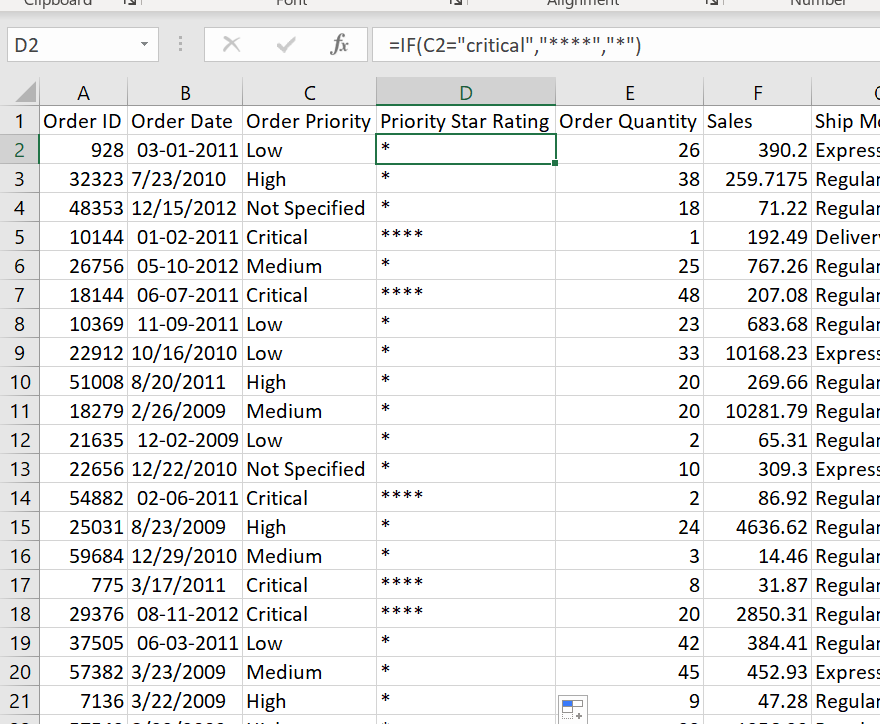 Clipboard Font Alignment Number
D2 fx =IF(C2="critical","****","*")
A B C D E F
1 Order ID Order Date Order Priority Priority Star Rating Order Quantity Sales Ship
2 928 03-01-2011 Low * 26 390.2 Express
3 32323 7/23/2010 High * 38 259.7175 Regular
4 48353 12/15/2012 Not Specified * 18 71.22 Regular
5 10144 01-02-2011 Critical **** 1 192.49 Deliver
6 26756 05-10-2012 Medium * 25 767.26 Regular
7 18144 06-07-2011 Critical **** 48 207.08 Regular
8 10369 11-09-2011 Low * 23 683.68 Regular
9 22912 10/16/2010 Low * 33 10168.23 Express
10 51008 8/20/2011 High * 20 269.66 Regular
11 18279 2/26/2009 Medium * 20 10281.79 Regular
12 21635 12-02-2009 Low * 2 65.31 Regular
13 22656 12/22/2010 Not Specified * 10 309.3 Express
14 54882 02-06-2011 Critical **** 2 86.92 Regular
15 25031 8/23/2009 High * 24 4636.62 Regular
16 59684 12/29/2010 Medium * 3 14.46 Regular
17 775 3/17/2011 Critical **** 8 31.87 Regular
18 29376 08-11-2012 Critical **** 20 2850.31 Regular
19 37505 06-03-2011 Low * 42 384.41 Regular
20 57382 3/23/2009 Medium * 45 452.93 Express
21 7136 3/22/2009 High * 9 47.28 Regular